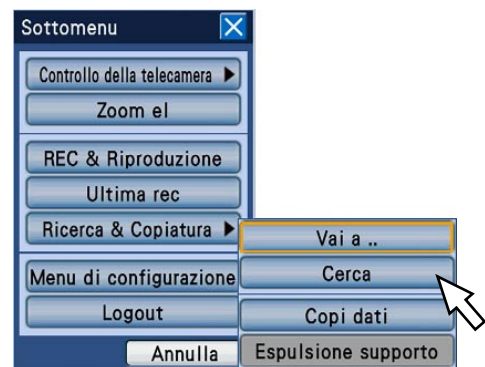 Sottomenu
Controllo della telecamera
Zoom el
REC & Riproduzione
Ultima rec
Ricerca & Copiatura
Menu di configurazione
Logout
Annulla
Vai a ..
Cerca
Copi dati
Espulsione supporto